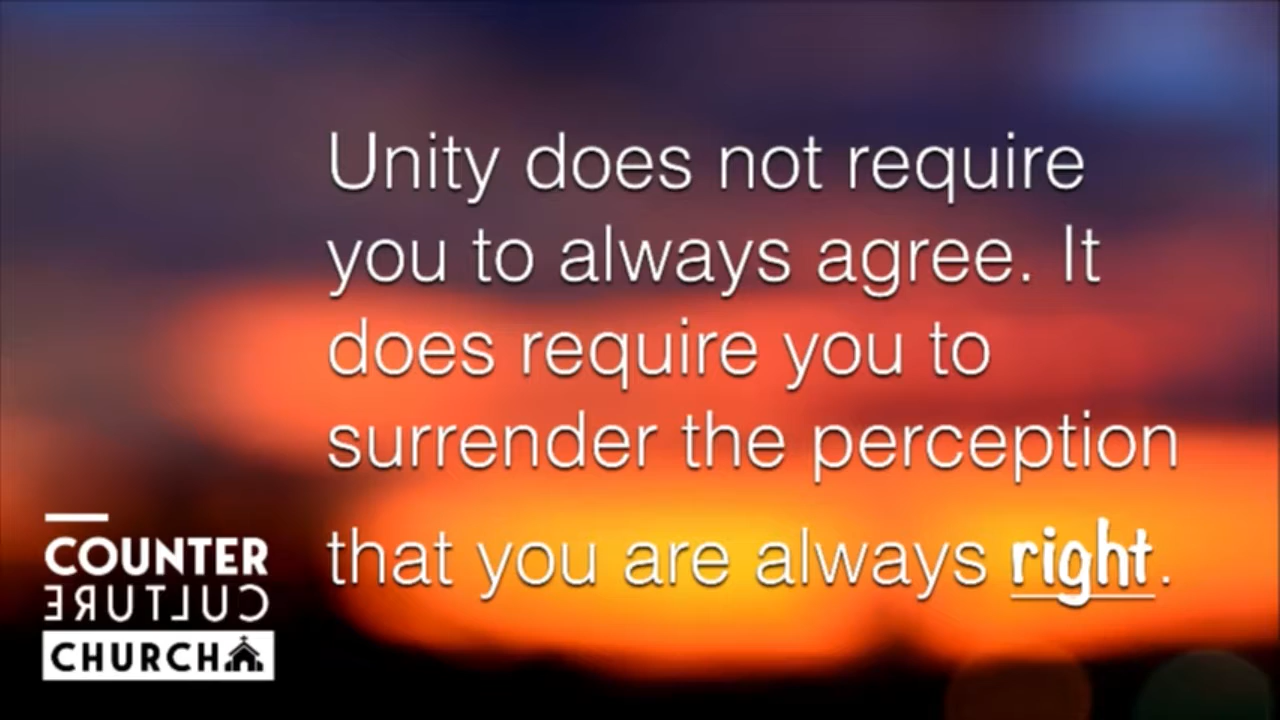 Unity does not require
you to always agree. It
does require you to
surrender the perception
that you are always right.
COUNTER
CULTURE
CHURCH